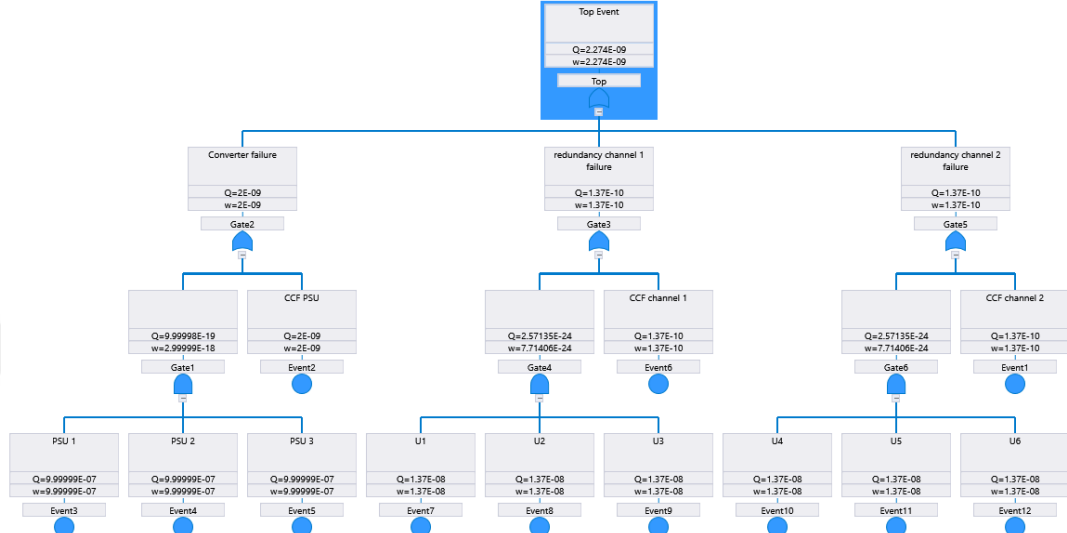 Top Event
Q=2.274E-09
w=2.274E-09
Top
Converter failure
Q=2E-09
w=2E-09
Gate2
redundancy channel 1
failure
Q=1.37E-10
w=1.37E-10
Gate3
redundancy channel 2
failure
Q=1.37E-10
w=1.37E-10
Gate5
Q=9.99998E-19
w=2.99999E-18
Gate1
CCF PSU
Q=2E-09
w=2E-09
Event2
Q=2.57135E-24
w=7.71406E-24
Gate4
CCF channel 1
Q=1.37E-10
w=1.37E-10
Event6
Q=2.57135E-24
w=7.71406E-24
Gate6
CCF channel 2
Q=1.37E-10
w=1.37E-10
Event1
PSU 1
Q=9.99999E-07
w=9.99999E-07
Event3
PSU 2
Q=9.99999E-07
w=9.99999E-07
Event4
PSU 3
Q=9.99999E-07
w=9.99999E-07
Event5
U1
Q=1.37E-08
w=1.37E-08
Event7
U2
Q=1.37E-08
w=1.37E-08
Event8
U3
Q=1.37E-08
w=1.37E-08
Event9
U4
Q=1.37E-08
w=1.37E-08
Event10
U5
Q=1.37E-08
w=1.37E-08
Event11
U6
Q=1.37E-08
w=1.37E-08
Event12